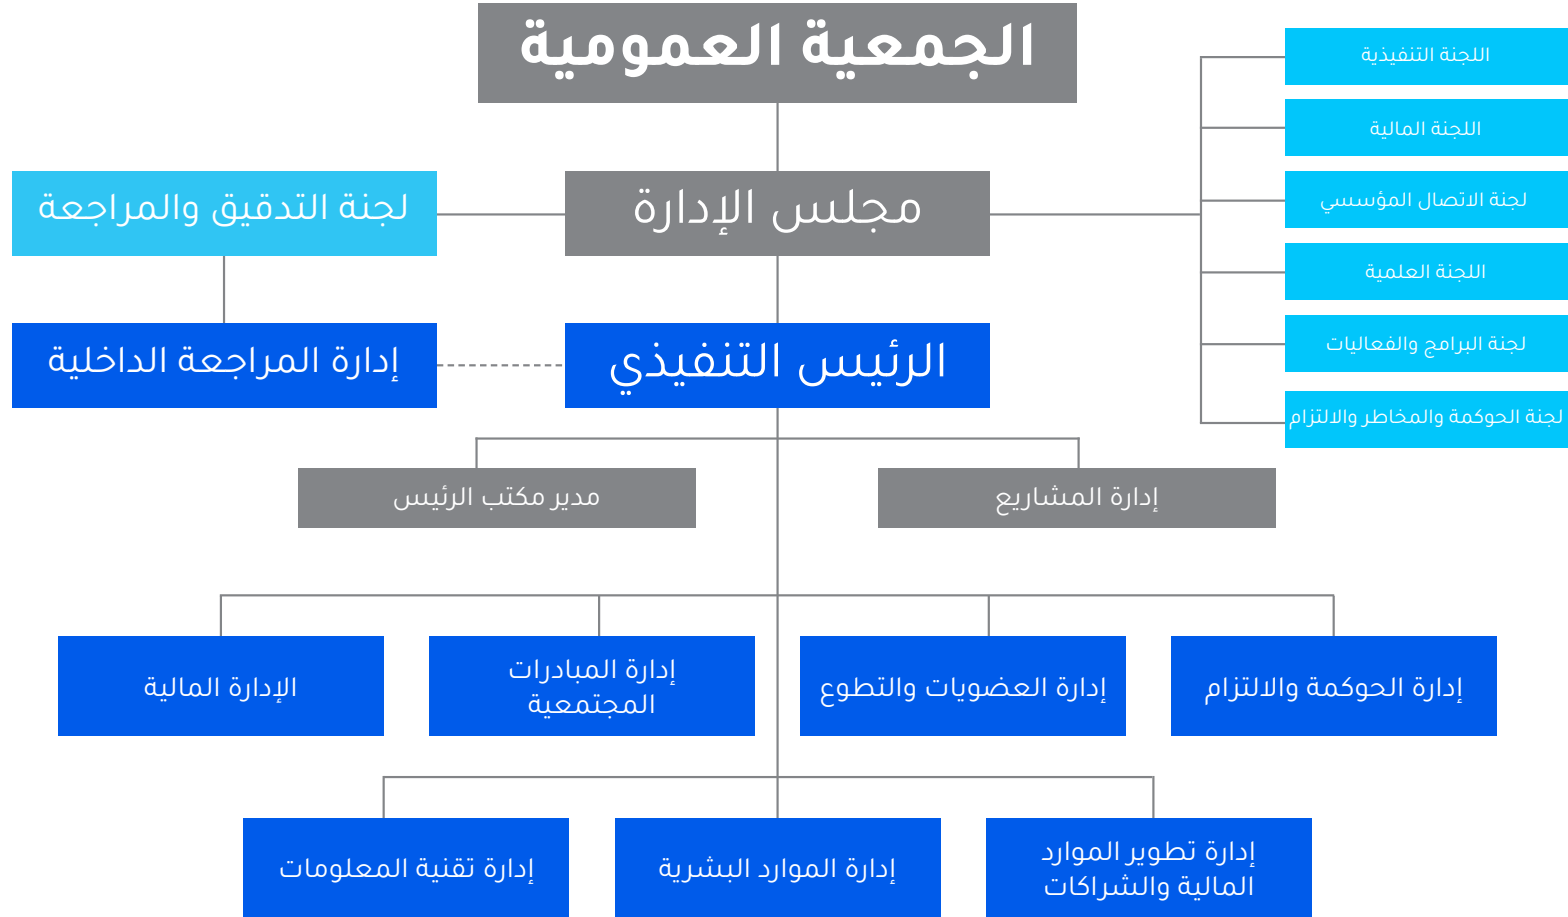 الجمعية العمومية
اللجنة التنفيذية
اللجنة المالية
لجنة الاتصال المؤسسي
اللجنة العلمية
لجنة البرامج والفعاليات
لجنة الحوكمة والمخاطر والالتزام
مجلس الإدارة
لجنة التدقيق والمراجعة
الرئيس التنفيذي
إدارة المراجعة الداخلية
إدارة المشاريع
مدير مكتب الرئيس
إدارة الحوكمة والالتزام
إدارة العضويات والتطوع
إدارة المبادرات
المجتمعية
الإدارة المالية
إدارة تطوير الموارد
المالية والشراكات
إدارة الموارد البشرية
إدارة تقنية المعلومات